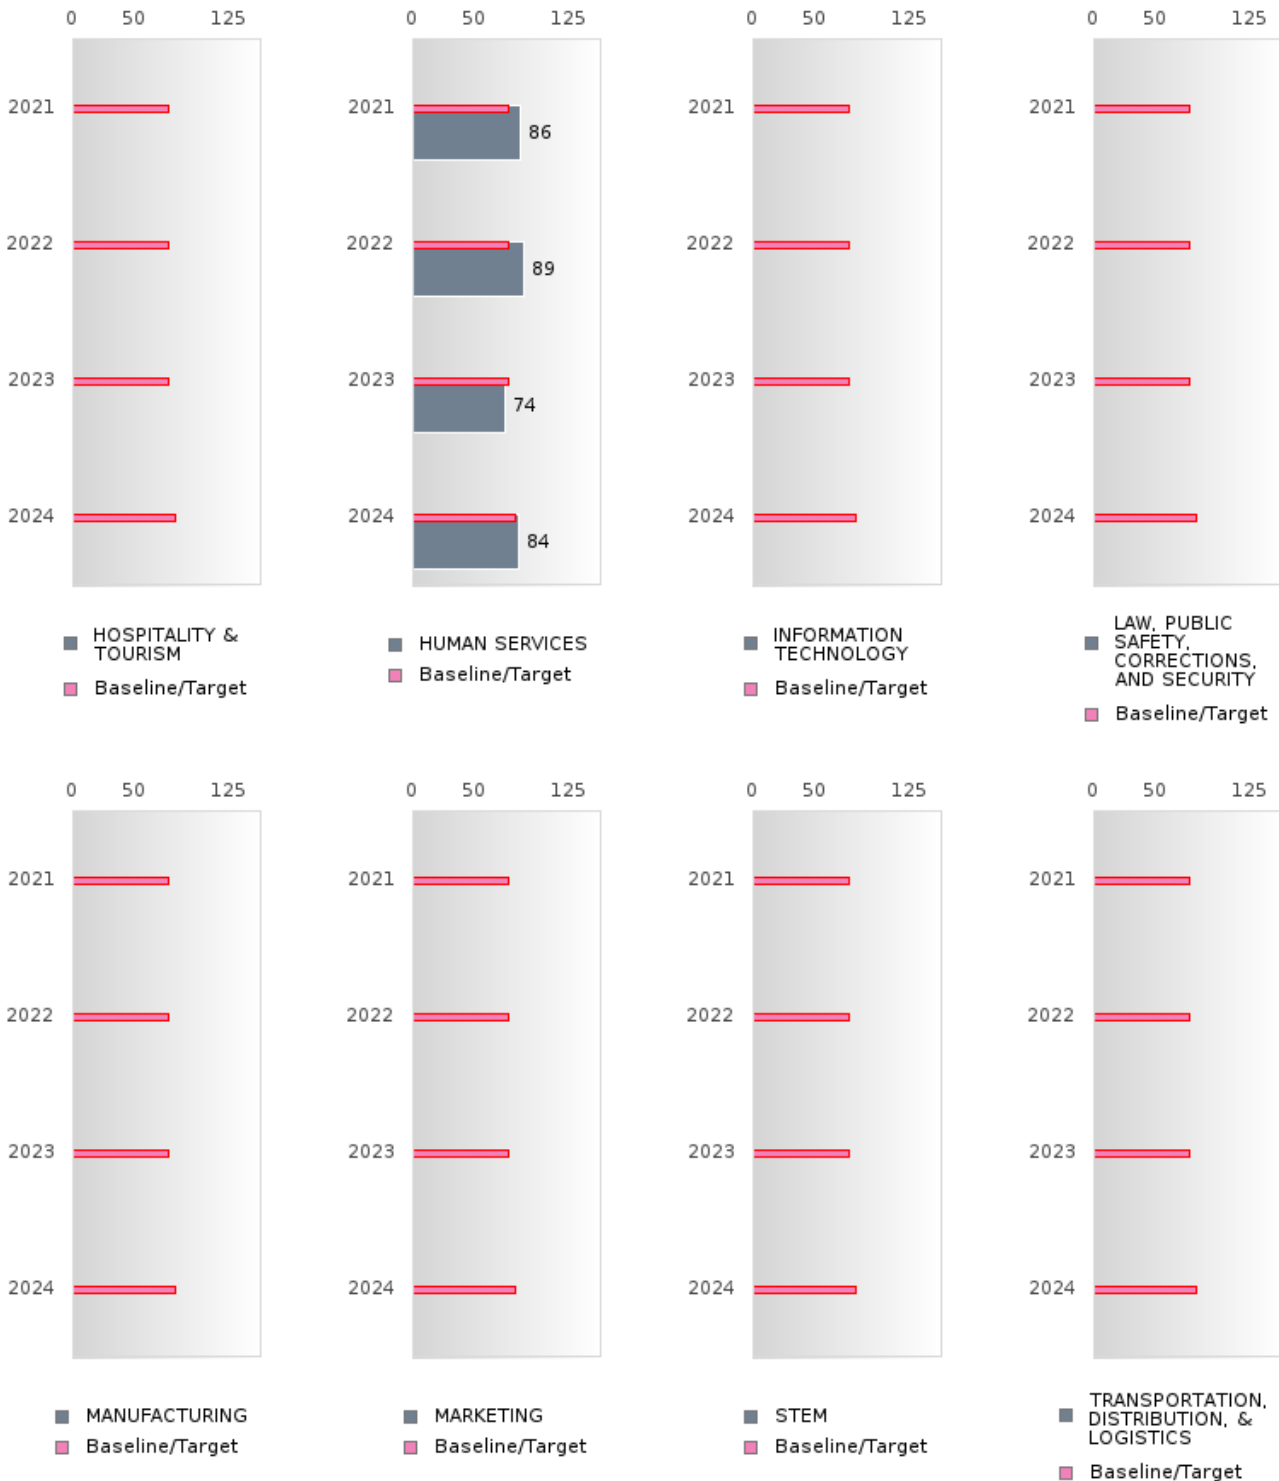 0 50 125
0 50 125
0 50 125
0 50 125
2021
2021
86
2021
2021
2022
2022
89
2022
2022
2023
2023
74
2023
2023
2024
2024
84
2024
2024
HOSPITALITY &
TOURISM
Baseline/Target
HUMAN SERVICES
Baseline/Target
INFORMATION
TECHNOLOGY
Baseline/Target
LAW, PUBLIC
SAFETY,
CORRECTIONS,
AND SECURITY
Baseline/Target
0 50 125
0 50 125
0 50 125
0 50 125
2021
2021
2021
2021
2022
2022
2022
2022
2023
2023
2023
2023
2024
2024
2024
2024
MANUFACTURING
Baseline/Target
MARKETING
Baseline/Target
STEM
Baseline/Target
TRANSPORTATION,
DISTRIBUTION, &
LOGISTICS
Baseline/Target